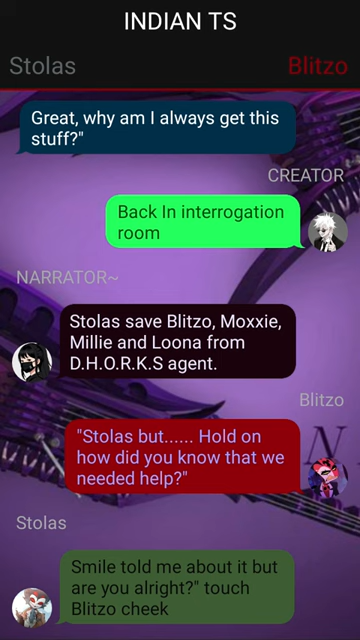 INDIAN TS
Stolas
Blitzo
Great, why am I always get this
stuff?"
CREATOR
Back In interrogation
room
NARRATOR~
Stolas save Blitzo, Moxxie,
Millie and Loona from
D.H.O.R.K.S agent.
Blitzo
"Stolas but...... Hold on
how did you know that we
needed help?"
N
Stolas
Smile told me about it but
are you alright?" touch
Blitzo cheek